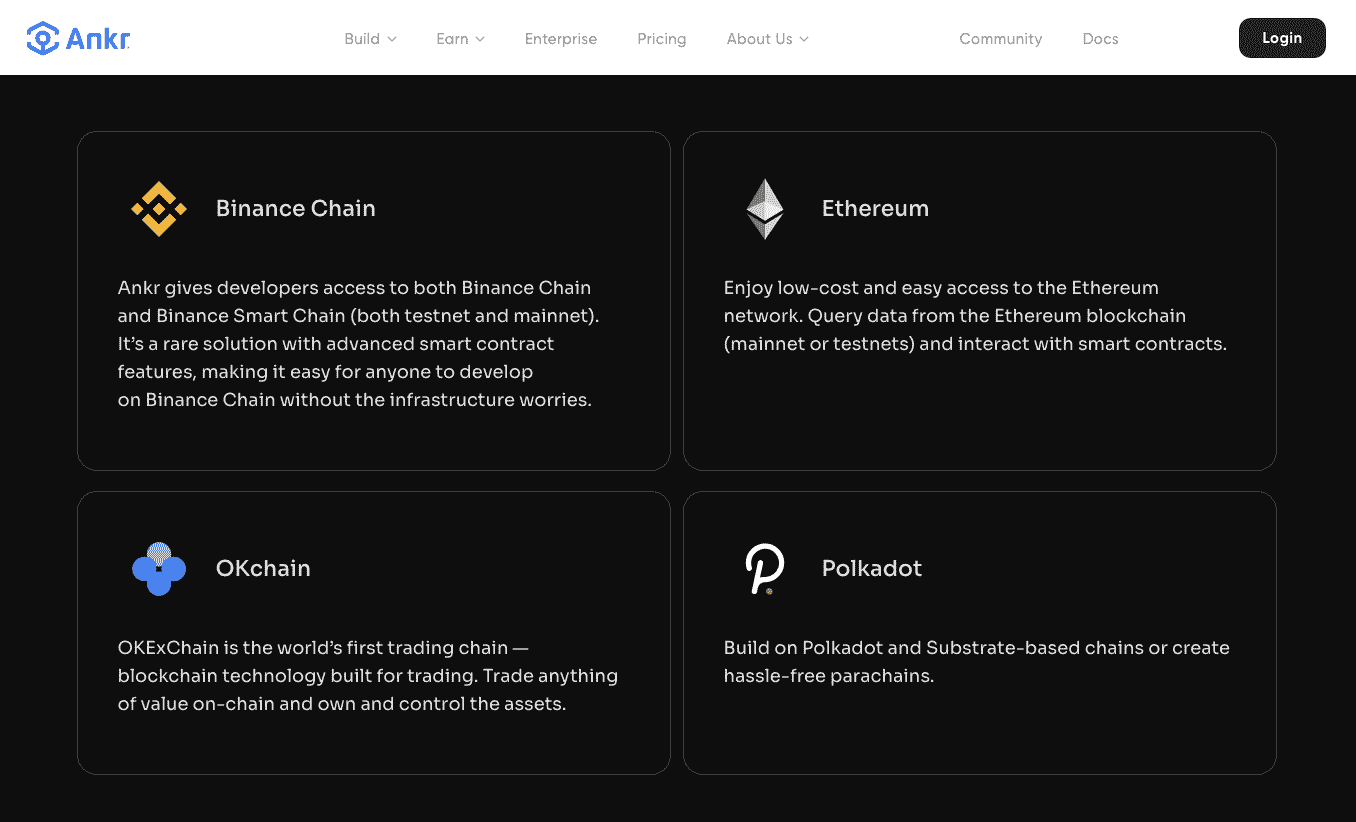 Ankr
Build
Earn
Enterprise
Pricing
About Us
Community
Docs
Login
Binance Chain
Ankr gives developers access to both Binance Chain
and Binance Smart Chain (both testnet and mainnet).
It’s a rare solution with advanced smart contract
features, making it easy for anyone to develop
on Binance Chain without the infrastructure worries.
Ethereum
Enjoy low-cost and easy access to the Ethereum
network. Query data from the Ethereum blockchain
(mainnet or testnets) and interact with smart contracts.
OKchain
OKExChain is the world’s first trading chain —
blockchain technology built for trading. Trade anything
of value on-chain and own and control the assets.
Polkadot
Build on Polkadot and Substrate-based chains or create
hassle-free parachains.